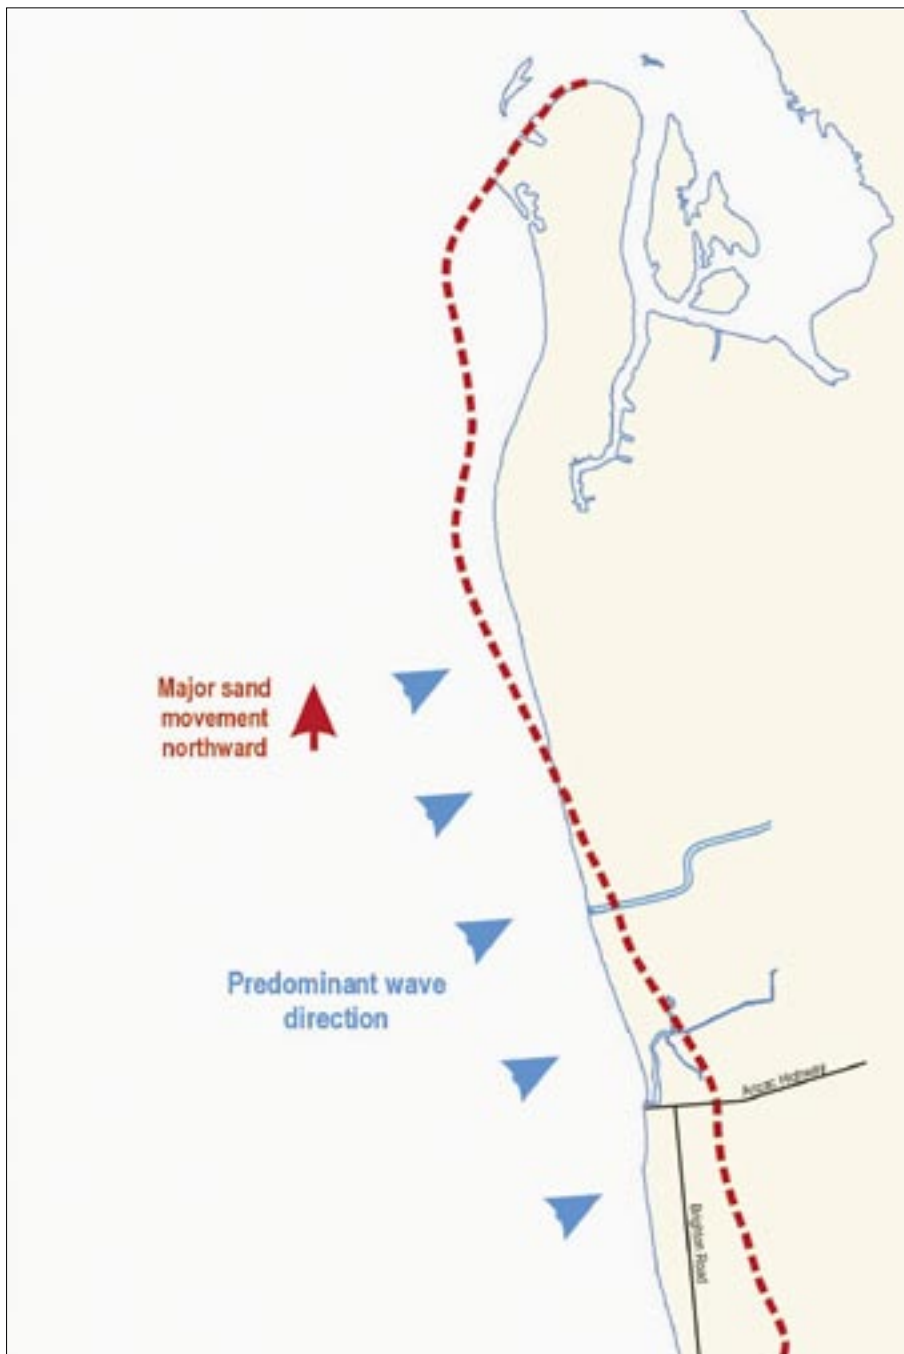 Major sand
movement
northward
Predominant wave
direction
Anzac Highway
Brighton Road